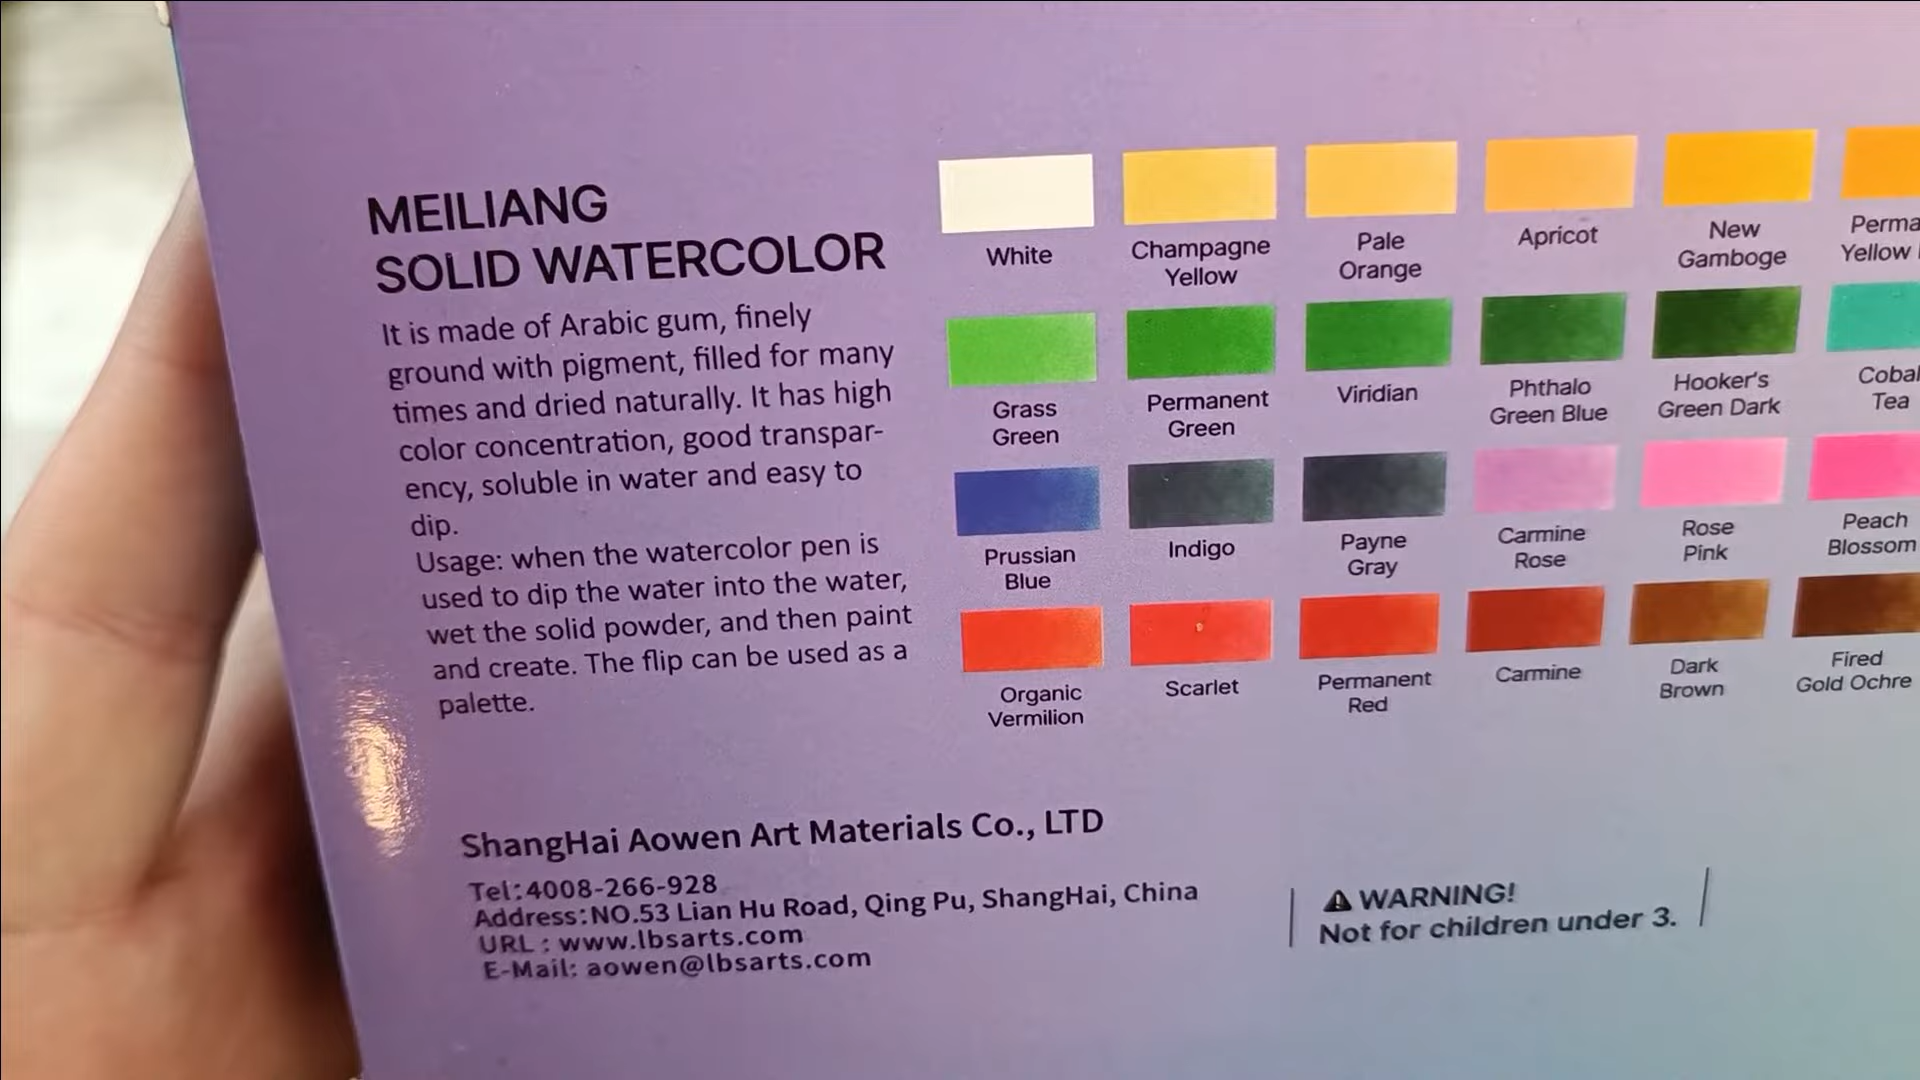 MEILIANG
SOLID WATERCOLOR
It is made of Arabic gum, finely
ground with pigment, filled for many
times and dried naturally. It has high
color concentration, good transpar-
ency, soluble in water and easy to
dip.
Usage: when the watercolor pen is
used to dip the water into the water,
wet the solid powder, and then paint
and create. The flip can be used as a
palette.
White
Champagne
Yellow
Pale
Orange
Apricot
New
Gamboge
Yellow
Grass
Green
Permanent
Green
Viridian
Phthalo
Green Blue
Hooker's
Green Dark
Tea
Prussian
Blue
Indigo
Payne
Gray
Carmine
Rose
Rose
Pink
Peach
Blossom
Organic
Vermilion
Scarlet
Permanent
Red
Carmine
Dark
Brown
Fired
Gold Ochre
ShangHai Aowen Art Materials Co., LTD
Tel:4008-266-928
Address:NO.53 Lian Hu Road, Qing Pu, ShangHai, China
URL : www.lbsarts.com
E-Mail: aowen@lbsarts.com
⚠ WARNING!
Not for children under 3.